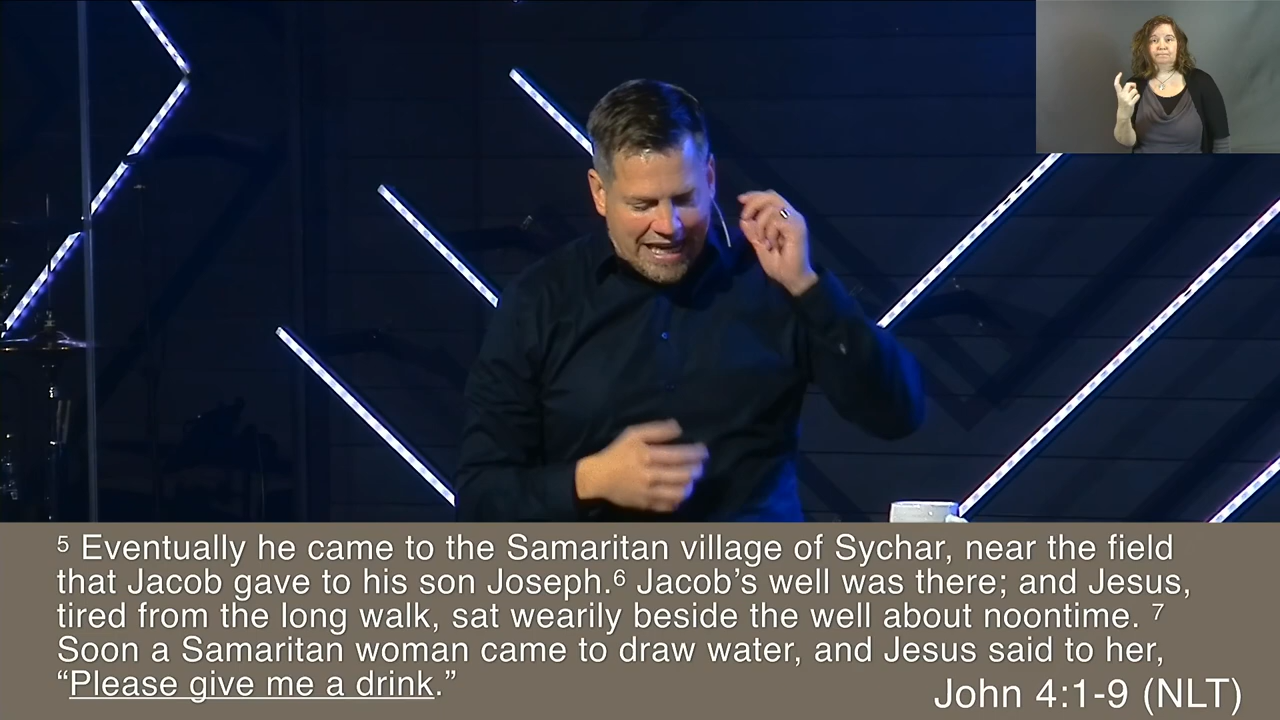 5 Eventually he came to the Samaritan village of Sychar, near the field
that Jacob gave to his son Joseph.6 Jacob’s well was there; and Jesus,
tired from the long walk, sat wearily beside the well about noontime. 7
Soon a Samaritan woman came to draw water, and Jesus said to her,
“Please give me a drink.”
John 4:1-9 (NLT)